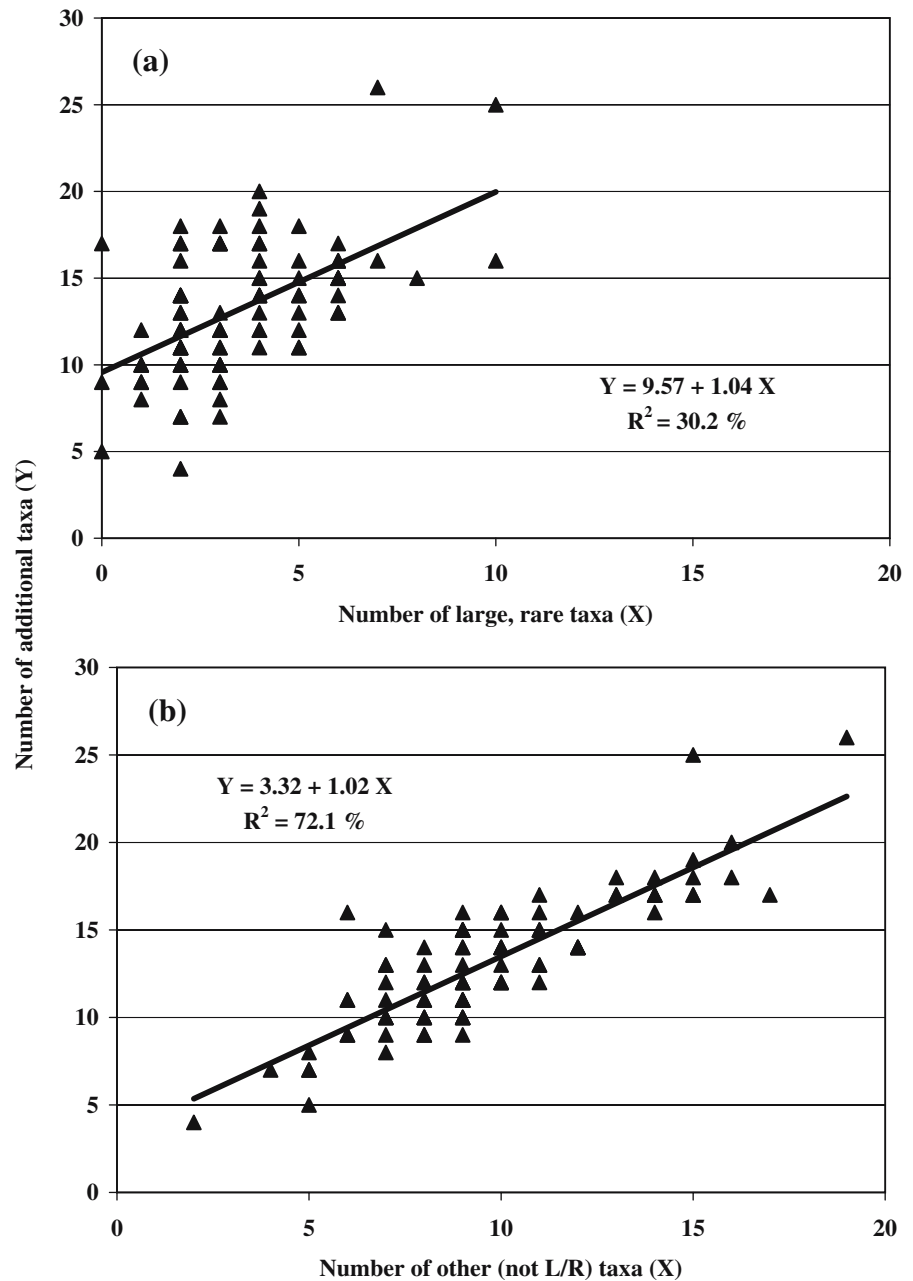 Number of additional taxa (Y)
(a)
30
25
20
15
10
5
0
Y = 9.57 + 1.04 X
R² = 30.2 %
0 5 10 15 20
Number of large, rare taxa (X)
(b)
30
25
20
15
10
5
0
Y = 3.32 + 1.02 X
R² = 72.1 %
0 5 10 15 20
Number of other (not L/R) taxa (X)